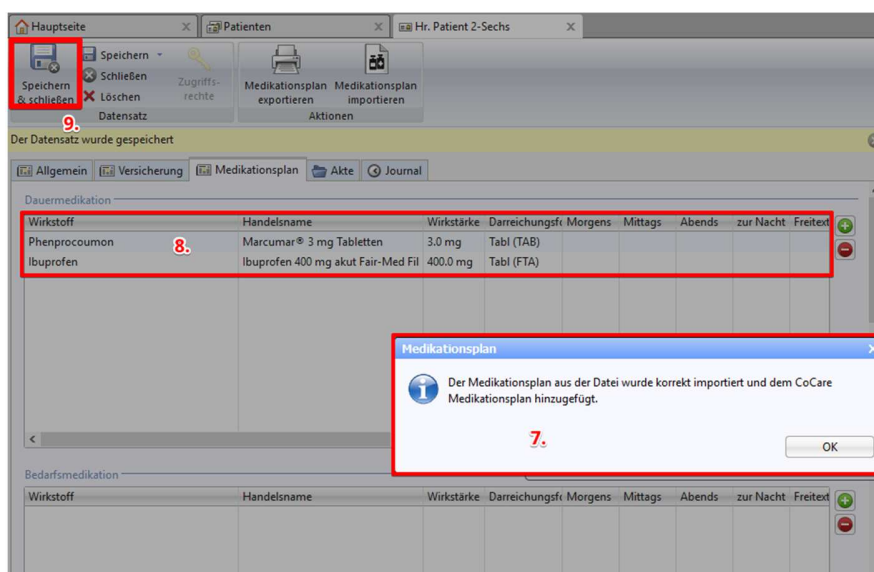 Hauptseite
Patienten
Hr. Patient 2-Sechs
Speichern
& schließen
Speichern
Schließen
Löschen
Zugriffs-
rechte
Datensatz
Medikationsplan
exportieren
Medikationsplan
importieren
Aktionen
9.
Der Datensatz wurde gespeichert
Allgemein Versicherung Medikationsplan Akte Journal
Dauermedikation
Wirkstoff Handelsname Wirkstärke Darreichungsf Morgens Mittags Abends zur Nacht Freitext
Phenprocoumon 8. Marcumar® 3 mg Tabletten 3.0 mg Tabl (TAB)
Ibuprofen Ibuprofen 400 mg akut Fair-Med Fil 400.0 mg Tabl (FTA)
Medikationsplan
Der Medikationsplan aus der Datei wurde korrekt importiert und dem CoCare
Medikationsplan hinzugefügt.
7.
OK
Bedarfsmedikation
Wirkstoff Handelsname Wirkstärke Darreichungsf Morgens Mittags Abends zur Nacht Freitext